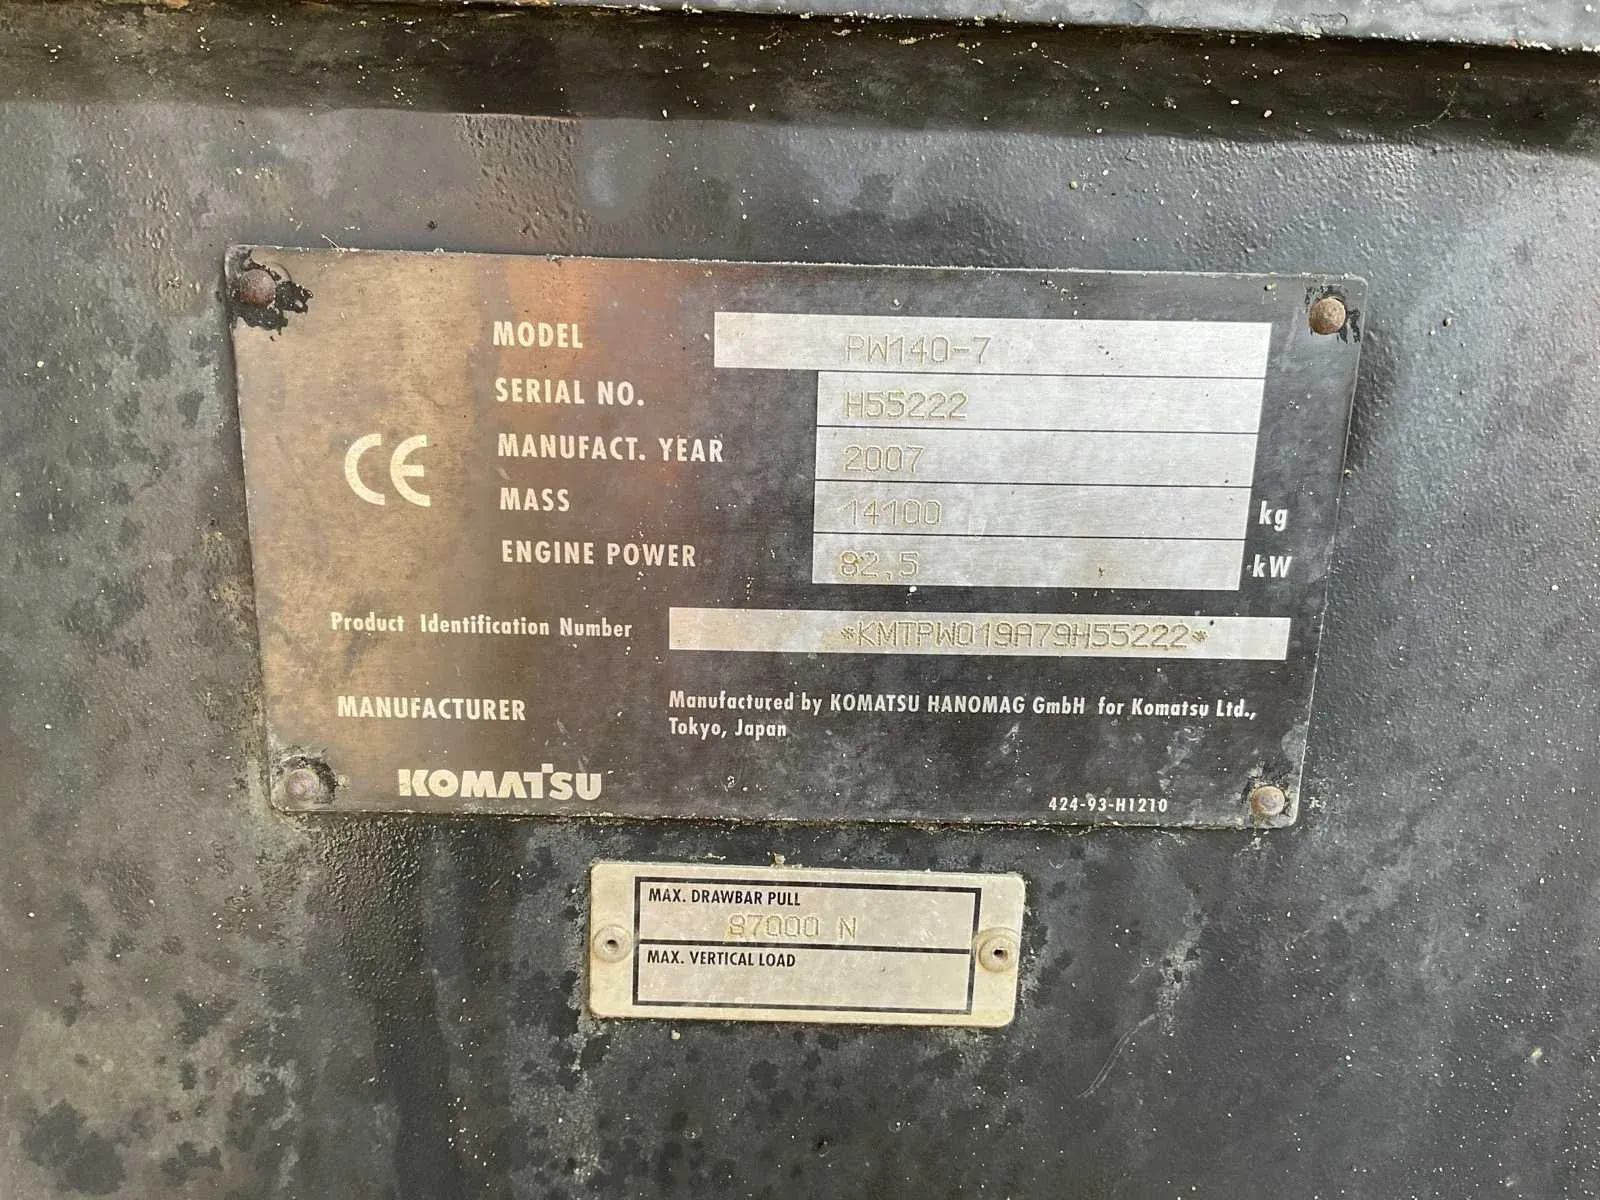 MODEL PW140-7
SERIAL NO. H55222
MANUFACT. YEAR 2007
MASS 14100 kg
ENGINE POWER 82,5 kW
CE
Product Identification Number *KMTPW019A79H55222*
MANUFACTURER Manufactured by KOMATSU HANOMAG GmbH for Komatsu Ltd.,
Tokyo, Japan
KOMATSU
424-93-H1210
MAX. DRAWBAR PULL
87000 N
MAX. VERTICAL LOAD